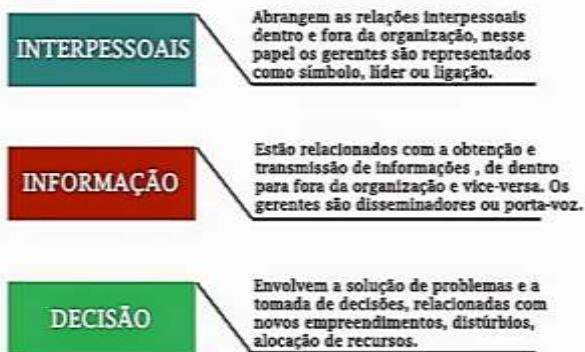 INTERPESSOAIS
Abrangem as relações interpessoais
dentro e fora da organização, nesse
papel os gerentes são representados
como símbolo, líder ou ligação.
INFORMAÇÃO
Estão relacionados com a obtenção e
transmissão de informações , de dentro
para fora da organização e vice-versa. Os
gerentes são disseminadores ou porta-voz.
DECISÃO
Envolvem a solução de problemas e a
tomada de decisões, relacionadas com
novos empreendimentos, distúrbios,
alocação de recursos.